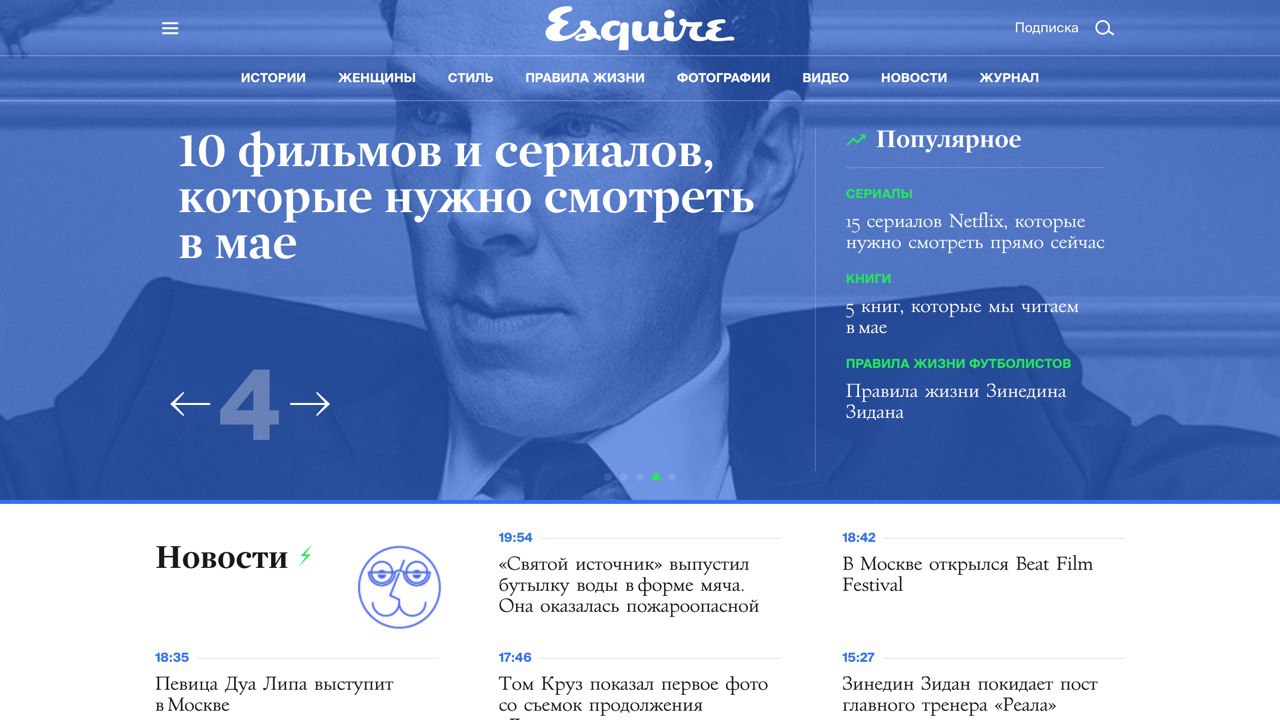 Esquire
Подписка
ИСТОРИИ ЖЕНЩИНЫ СТИЛЬ ПРАВИЛА ЖИЗНИ ФОТОГРАФИИ ВИДЕО НОВОСТИ ЖУРНАЛ
10 фильмов и сериалов,
которые нужно смотреть
в мае
4
Популярное
СЕРИАЛЫ
15 сериалов Netflix, которые
нужно смотреть прямо сейчас
КНИГИ
5 книг, которые мы читаем
в мае
ПРАВИЛА ЖИЗНИ ФУТБОЛИСТОВ
Правила жизни Зинедина
Зидана
Новости
19:54
«Святой источник» выпустил
бутылку воды в форме мяча.
Она оказалась пожароопасной
18:42
В Москве открылся Beat Film
Festival
18:35
Певица Дуа Липа выступит
в Москве
17:46
Том Круз показал первое фото
со съемок продолжения
15:27
Зинедин Зидан покидает пост
главного тренера «Реала»